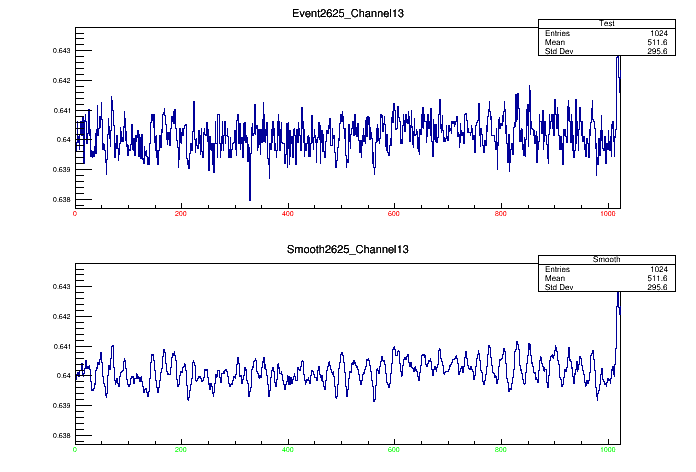 Event2625_Channel13
Test
Entries 1024
Mean 511.6
Std Dev 295.6
0.643
0.642
0.641
0.64
0.639
0.638
0 200 400 600 800 1000
Smooth2625_Channel13
Smooth
Entries 1024
Mean 511.6
Std Dev 295.6
0.643
0.642
0.641
0.64
0.639
0.638
0 200 400 600 800 1000